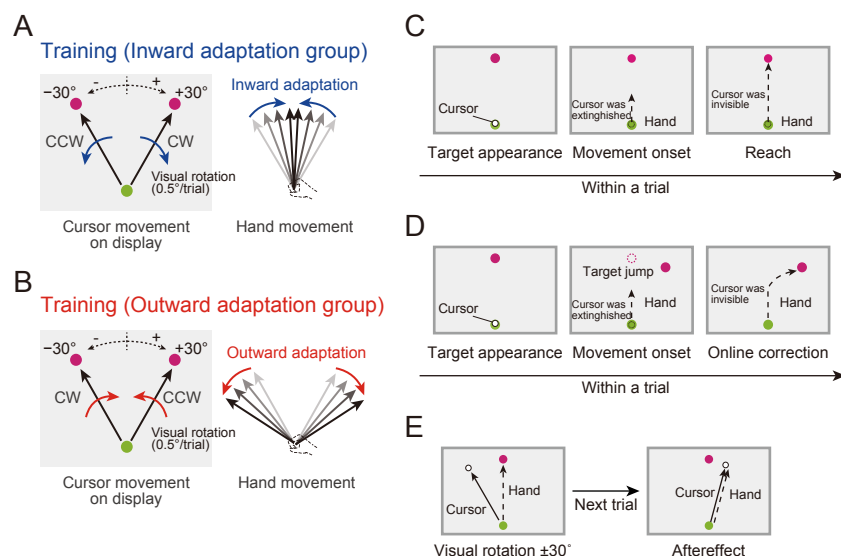 A
Training (Inward adaptation group)
−30°
-
+
+30°
CCW
CW
Visual rotation
(0.5°/trial)
Cursor movement
on display
Inward adaptation
Hand movement
B
Training (Outward adaptation group)
−30°
-
+
+30°
CW
CCW
Visual rotation
(0.5°/trial)
Cursor movement
on display
Outward adaptation
Hand movement
C
Cursor
Target appearance
Cursor was
extinghished
Hand
Movement onset
Cursor was
invisible
Hand
Reach
Within a trial
D
Cursor
Target appearance
Target jump
Cursor was
extinghished
Hand
Movement onset
Cursor was
invisible
Hand
Online correction
Within a trial
E
Cursor
Hand
Visual rotation ±30°
Next trial
Cursor
Hand
Aftereffect